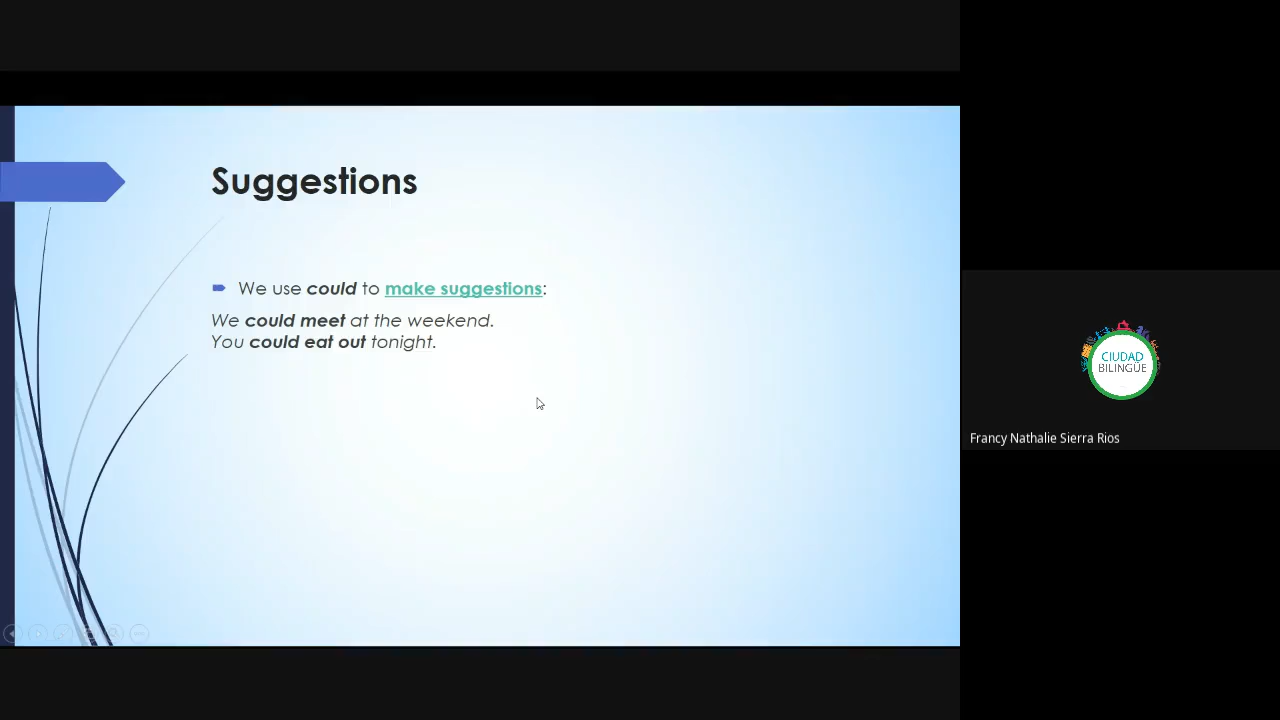 Suggestions
We use could to make suggestions:
We could meet at the weekend.
You could eat out tonight.
CIUDAD
BILINGÜE
Francy Nathalie Sierra Rios